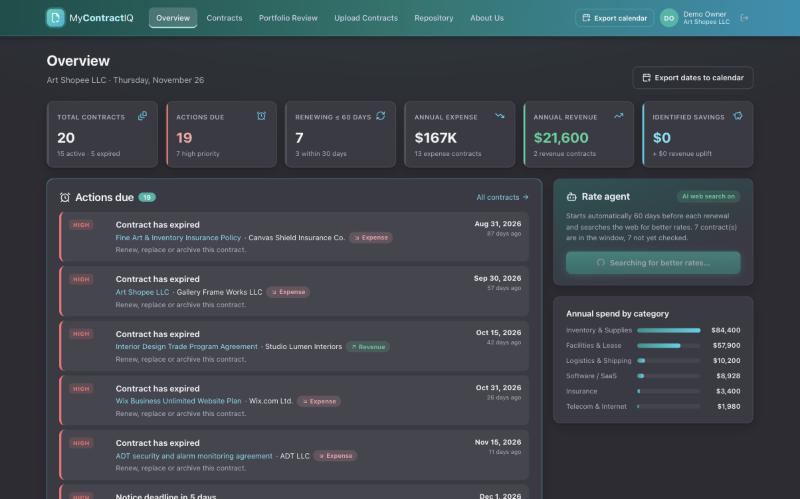 MyContractIQ
Overview
Contracts
Portfolio Review
Upload Contracts
Repository
About Us
Export calendar
DO
Demo Owner
Art Shopee LLC
Overview
Art Shopee LLC · Thursday, November 26
Export dates to calendar
TOTAL CONTRACTS
20
15 active · 5 expired
ACTIONS DUE
19
7 high priority
RENEWING ≤ 60 DAYS
7
3 within 30 days
ANNUAL EXPENSE
$167K
13 expense contracts
ANNUAL REVENUE
$21,600
2 revenue contracts
IDENTIFIED SAVINGS
$0
+ $0 revenue uplift
Actions due 19
All contracts →
HIGH
Contract has expired
Aug 31, 2026
Fine Art & Inventory Insurance Policy · Canvas Shield Insurance Co. Expense
87 days ago
Renew, replace or archive this contract.
HIGH
Contract has expired
Sep 30, 2026
Art Shopee LLC · Gallery Frame Works LLC Expense
57 days ago
Renew, replace or archive this contract.
HIGH
Contract has expired
Oct 15, 2026
Interior Design Trade Program Agreement · Studio Lumen Interiors Revenue
42 days ago
Renew, replace or archive this contract.
HIGH
Contract has expired
Oct 31, 2026
Wix Business Unlimited Website Plan · Wix.com Ltd. Expense
26 days ago
Renew, replace or archive this contract.
HIGH
Contract has expired
Nov 15, 2026
ADT security and alarm monitoring agreement · ADT LLC Expense
11 days ago
Renew, replace or archive this contract.
HIGH
Notice deadline in 5 days
Dec 1, 2026
Rate agent
AI web search on
Starts automatically 60 days before each renewal
and searches the web for better rates. 7 contract(s)
are in the window, 7 not yet checked.
Searching for better rates...
Annual spend by category
Inventory & Supplies $84,400
Facilities & Lease $57,900
Logistics & Shipping $10,200
Software / SaaS $8,928
Insurance $3,400
Telecom & Internet $1,980